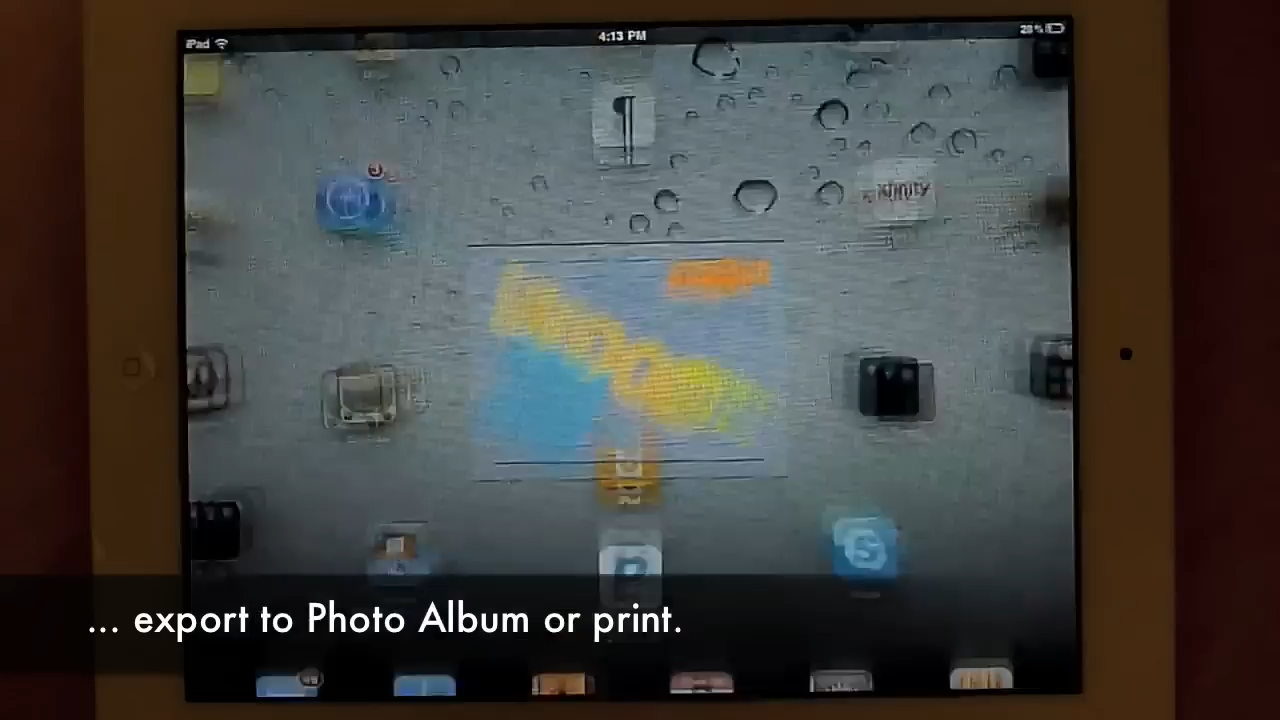 iPad
4:13 PM
28%
xfinity
... export to Photo Album or print.